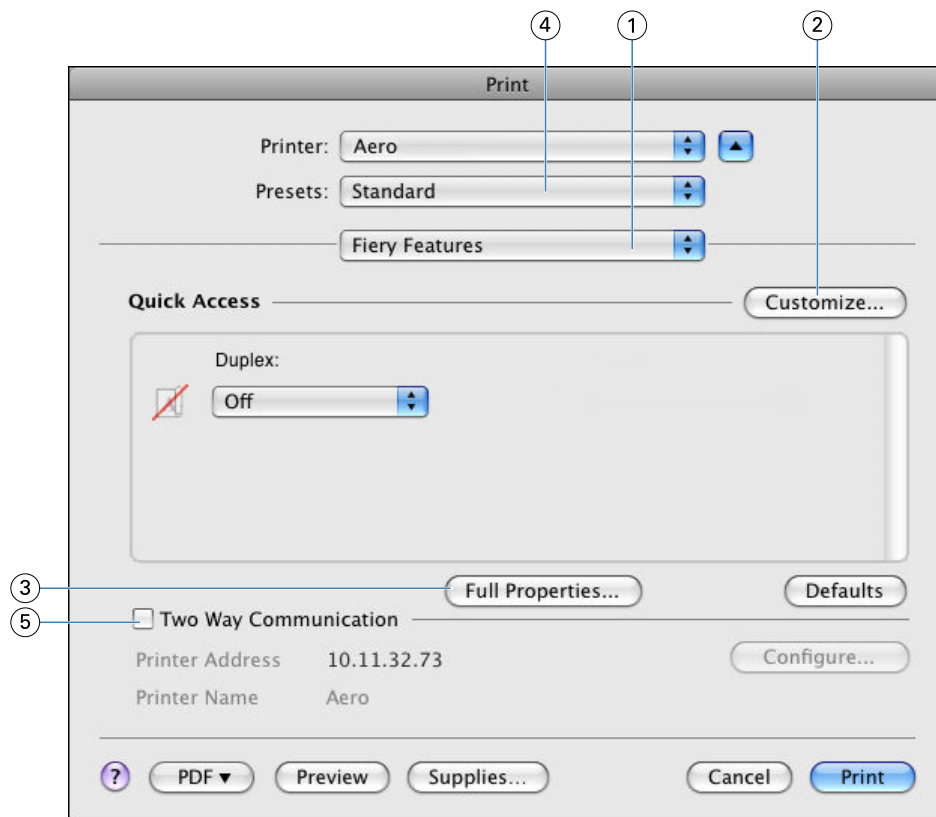 4 1 2
Print
Printer: Aero
Presets: Standard
Fiery Features
Quick Access Customize...
Duplex:
Off
3 Full Properties... Defaults
5 Two Way Communication
Printer Address 10.11.32.73 Configure...
Printer Name Aero
? PDF▼ Preview Supplies... Cancel Print